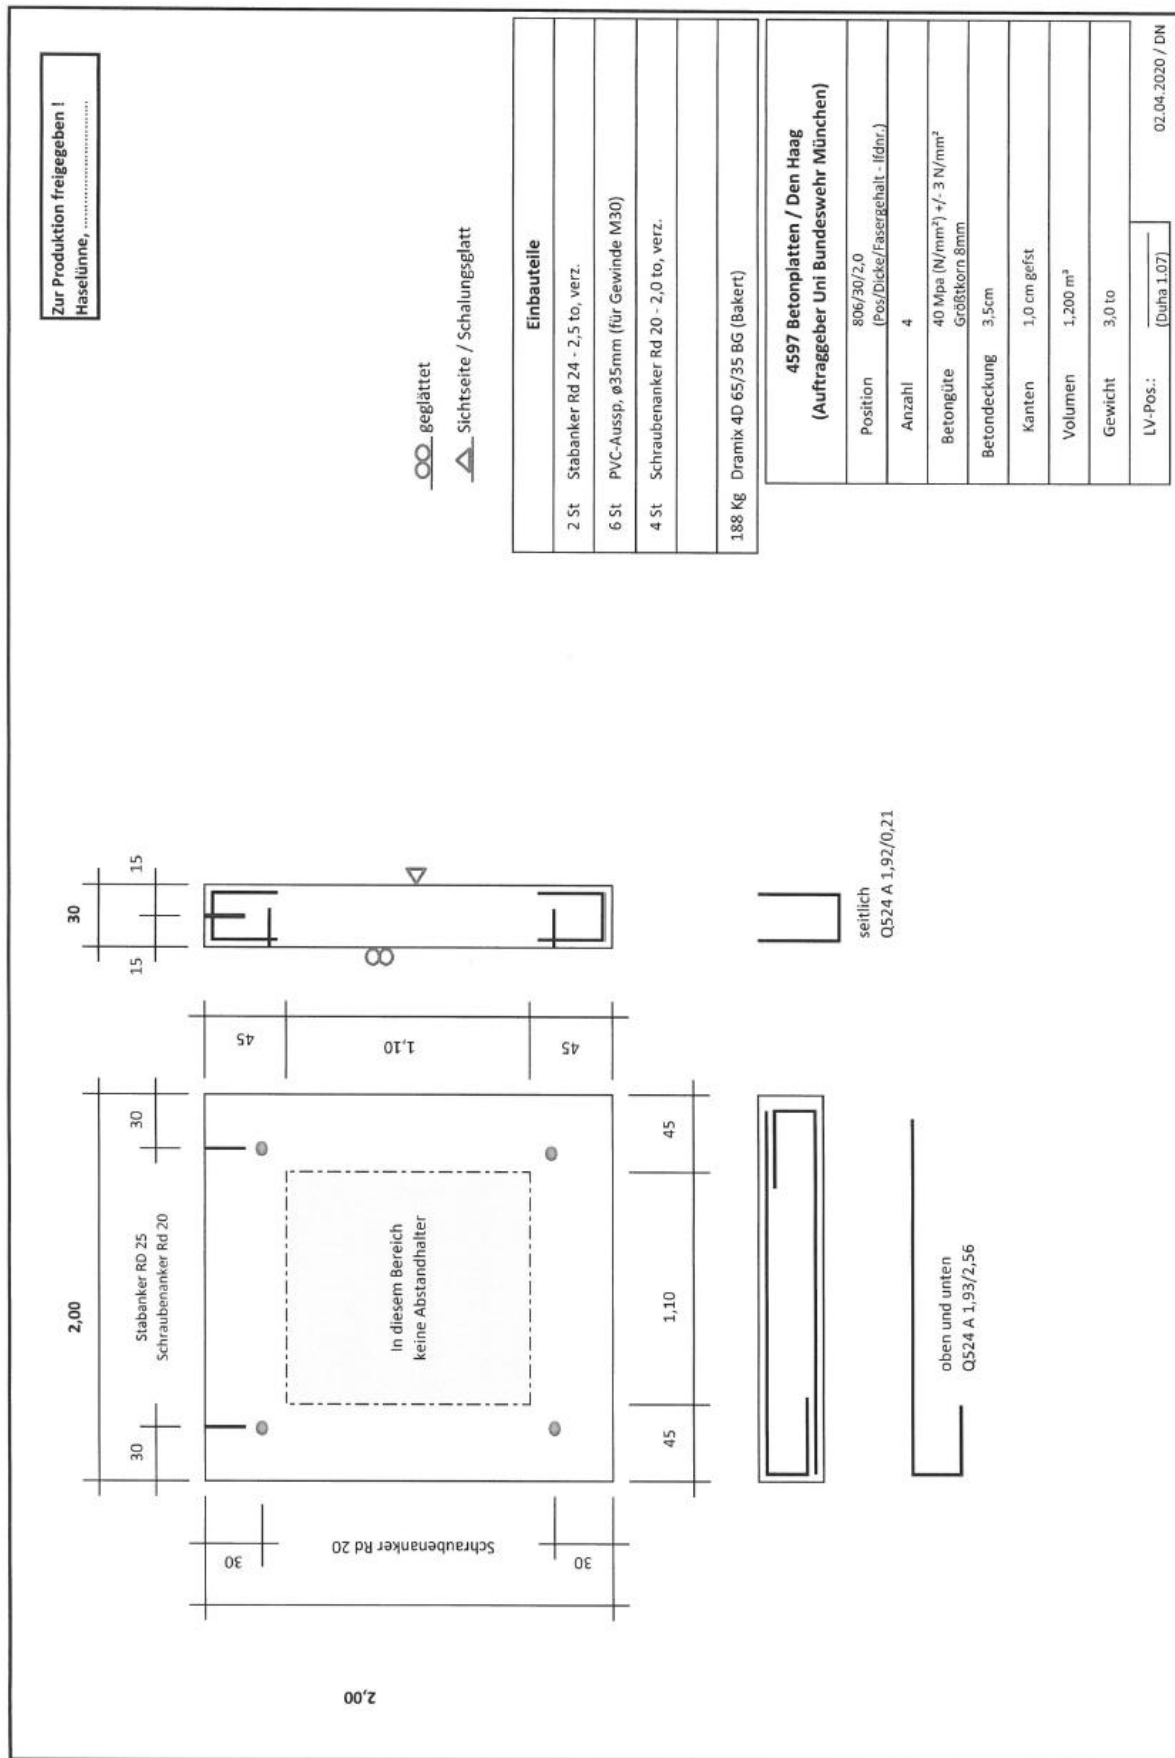 Zur Produktion freigegeben !
Haselünne, ................................
geglättet
Sichtseite / Schalungsglatt
2,00
30
Stabanker RD 25
Schraubenanker Rd 20
30
30
Schraubenanker Rd 20
30
2,00
In diesem Bereich
keine Abstandhalter
45
1,10
45
45
1,10
45
30
15
15
seitlich
Q524 A 1,92/0,21
oben und unten
Q524 A 1,93/2,56
Einbauteile
2 St Stabanker Rd 24 - 2,5 to, verz.
6 St PVC-Aussp, ø35mm (für Gewinde M30)
4 St Schraubenanker Rd 20 - 2,0 to, verz.
188 Kg Dramix 4D 65/35 BG (Bakert)
4597 Betonplatten / Den Haag
(Auftraggeber Uni Bundeswehr München)
Position 806/30/2,0
(Pos/Dicke/Fasergehalt - lfdnr.)
Anzahl 4
Betongüte 40 Mpa (N/mm²) +/- 3 N/mm²
Größtkorn 8mm
Betondeckung 3,5cm
Kanten 1,0 cm gefst
Volumen 1,200 m³
Gewicht 3,0 to
LV-Pos.: ________
(Duha 1.07)
02.04.2020 / DN